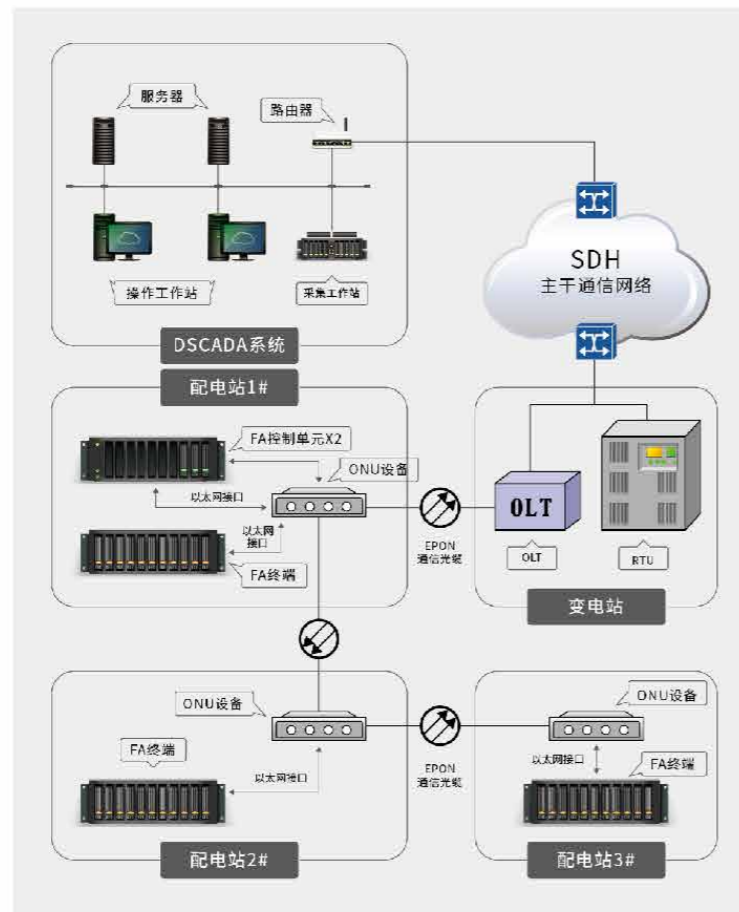 服务器
路由器
操作工作站
采集工作站
DSCADA系统
SDH
主干通信网络
配电站1#
FA控制单元X2
ONU设备
以太网接口
以太网
接口
FA终端
EPON
通信光缆
OLT
OLT
RTU
变电站
ONU设备
FA终端
以太网接口
EPON
通信光缆
ONU设备
以太网接口
FA终端
配电站2#
配电站3#